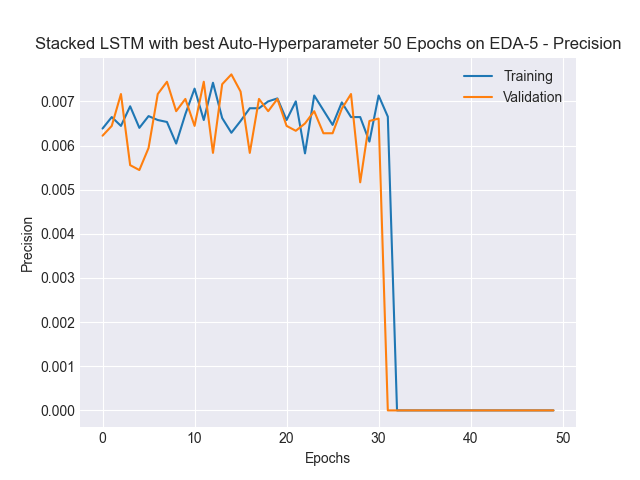 Stacked LSTM with best Auto-Hyperparameter 50 Epochs on EDA-5 - Precision
Training
Validation
0.007
0.006
0.005
0.004
0.003
0.002
0.001
0.000
Precision
0 10 20 30 40 50
Epochs